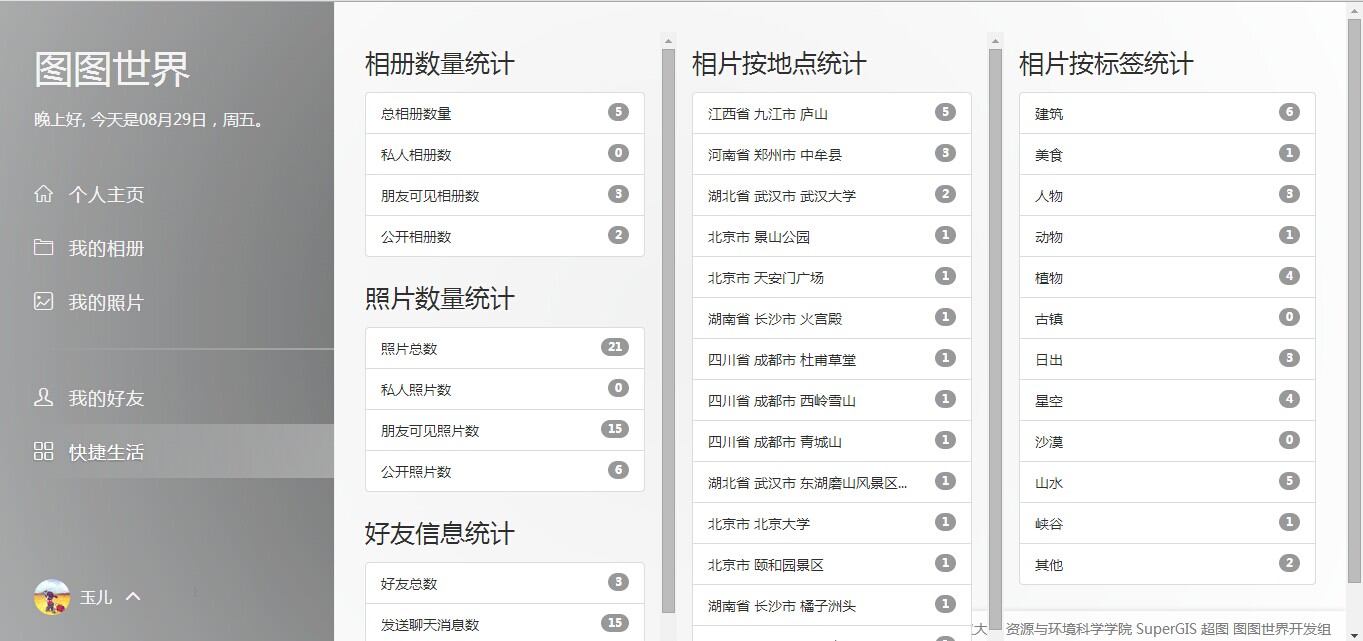 图图世界
晚上好, 今天是08月29日，周五。
个人主页
我的相册
我的照片
我的好友
快捷生活
玉儿
相册数量统计
总相册数量 5
私人相册数 0
朋友可见相册数 3
公开相册数 2
照片数量统计
照片总数 21
私人照片数 0
朋友可见照片数 15
公开照片数 6
好友信息统计
好友总数 3
发送聊天消息数 15
相片按地点统计
江西省 九江市 庐山 5
河南省 郑州市 中牟县 3
湖北省 武汉市 武汉大学 2
北京市 景山公园 1
北京市 天安门广场 1
湖南省 长沙市 火宫殿 1
四川省 成都市 杜甫草堂 1
四川省 成都市 西岭雪山 1
四川省 成都市 青城山 1
湖北省 武汉市 东湖磨山风景区... 1
北京市 北京大学 1
北京市 颐和园景区 1
湖南省 长沙市 橘子洲头 1
相片按标签统计
建筑 6
美食 1
人物 3
动物 1
植物 4
古镇 0
日出 3
星空 4
沙漠 0
山水 5
峡谷 1
其他 2
大 资源与环境科学学院 SuperGIS 超图 图图世界开发组